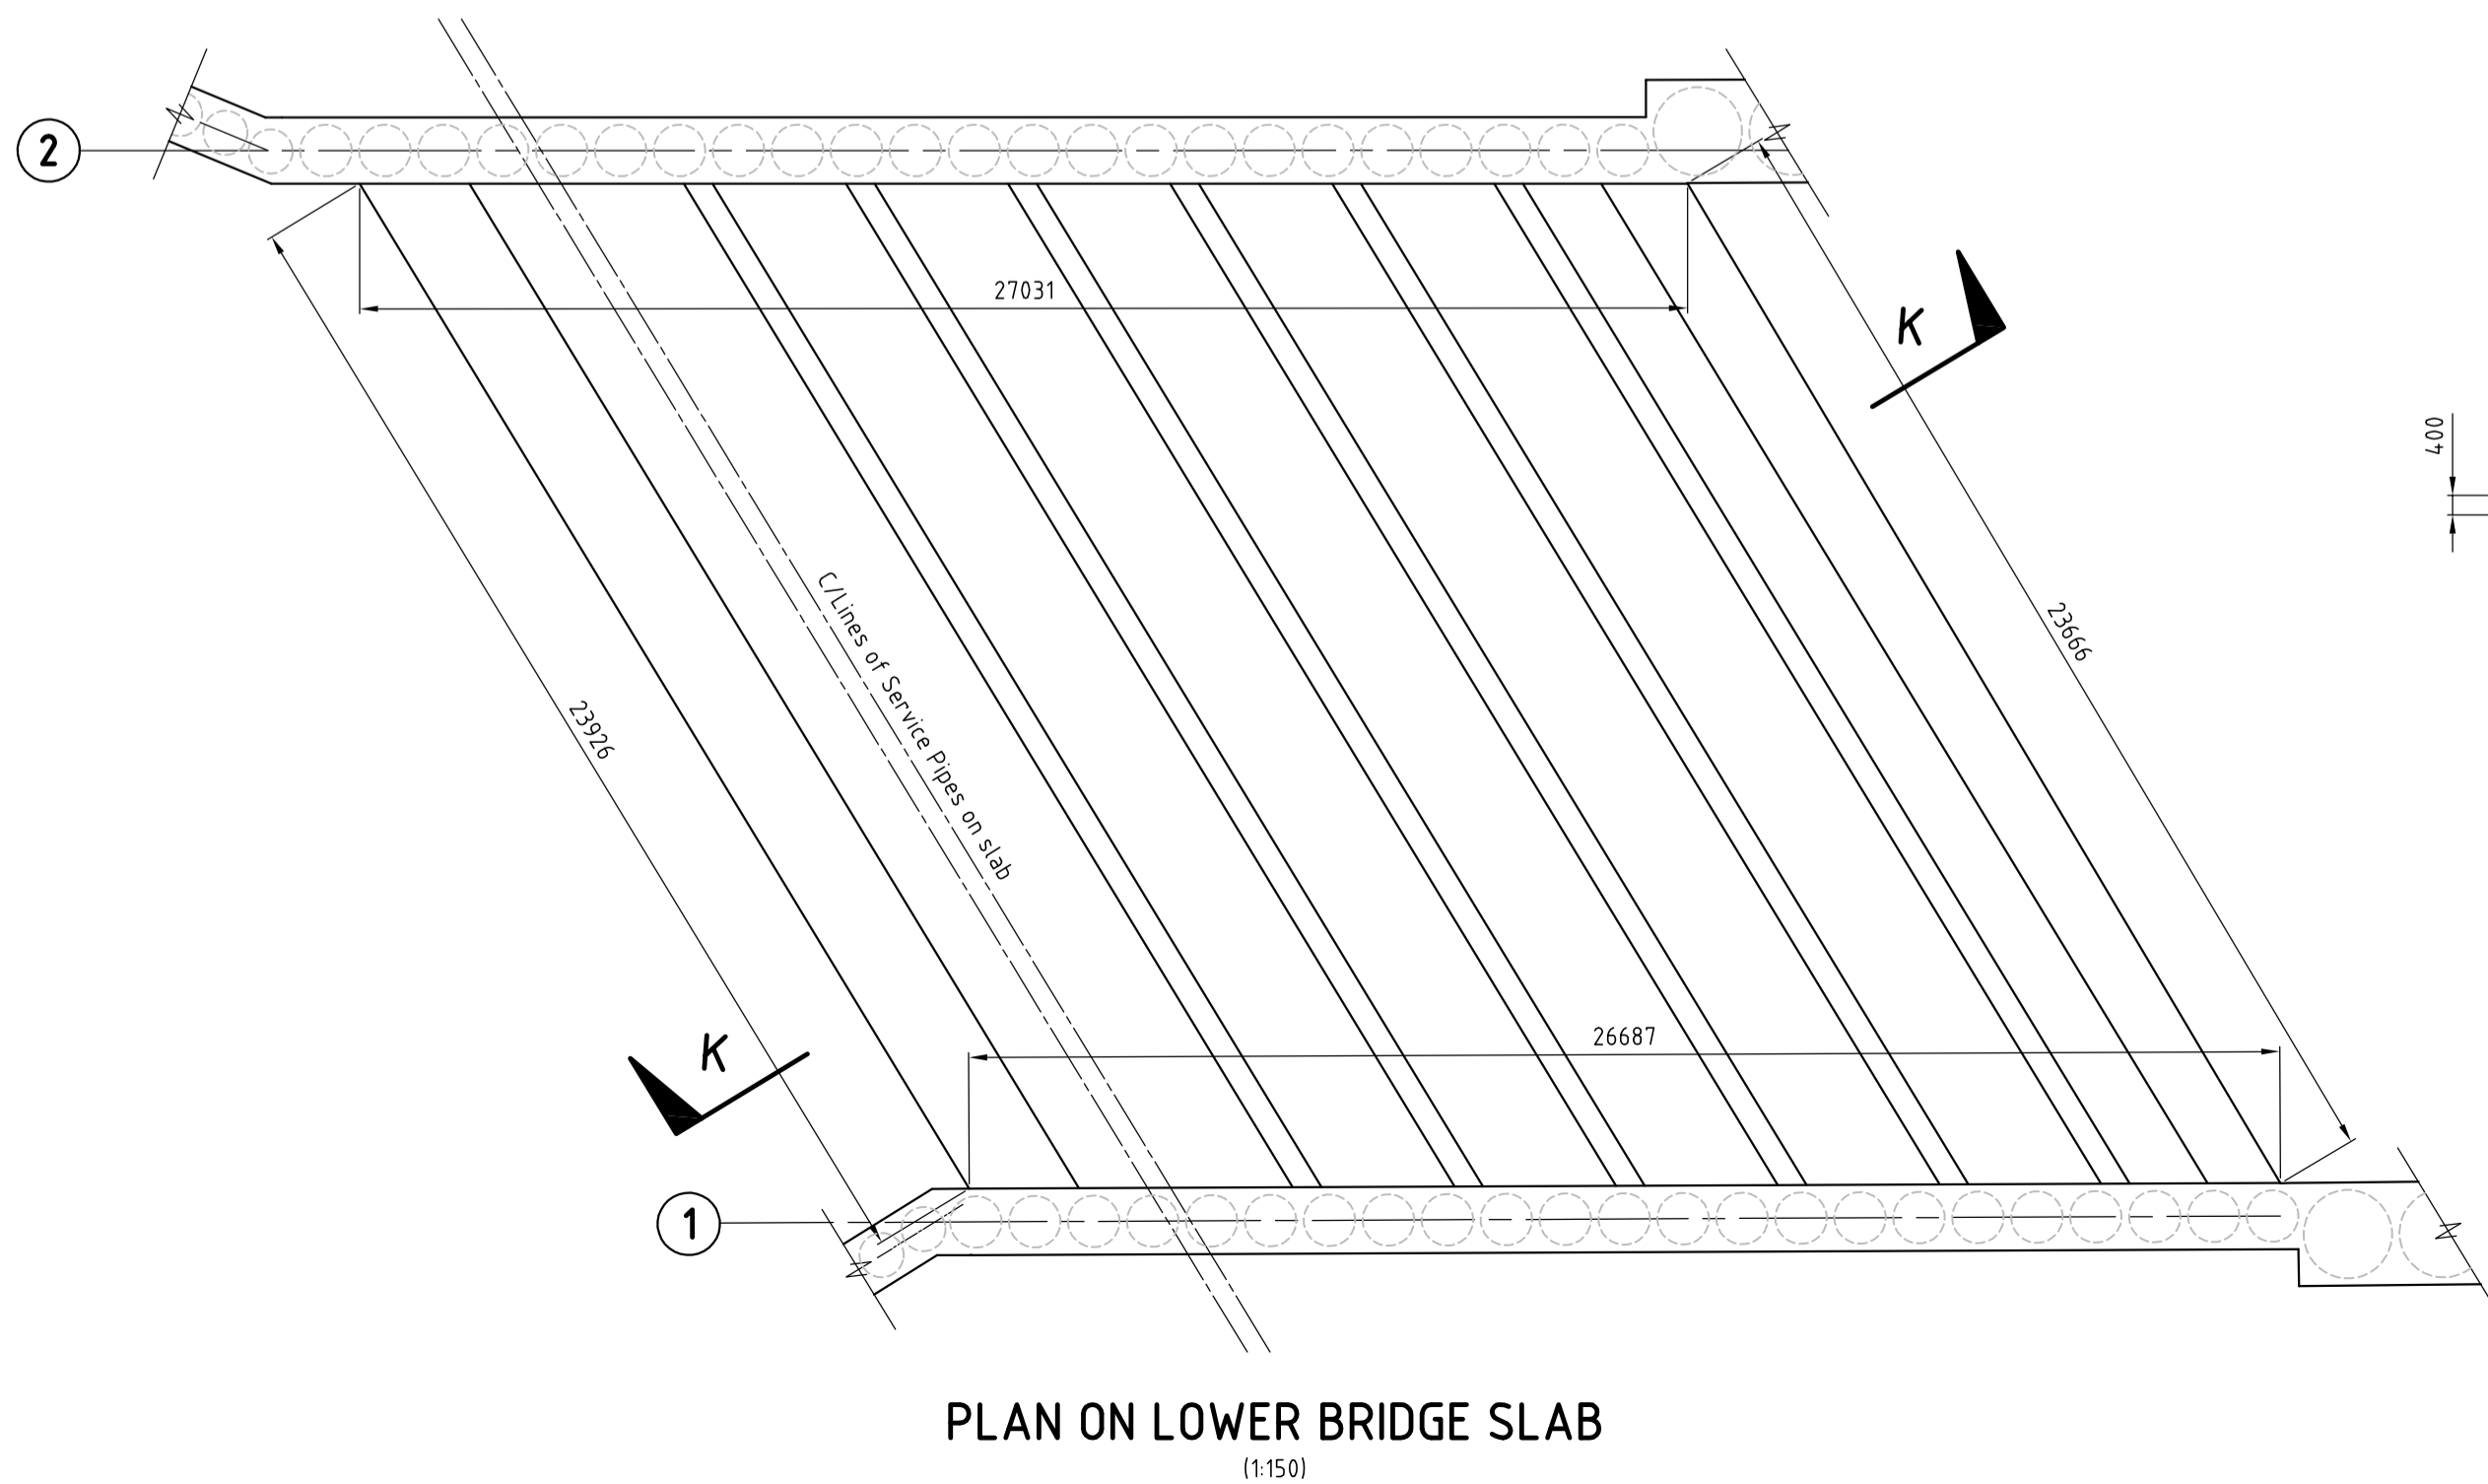 2
27031
K
400
23666
C/Lines of Service Pipes on slab
23926
26687
K
1
PLAN ON LOWER BRIDGE SLAB
(1:150)